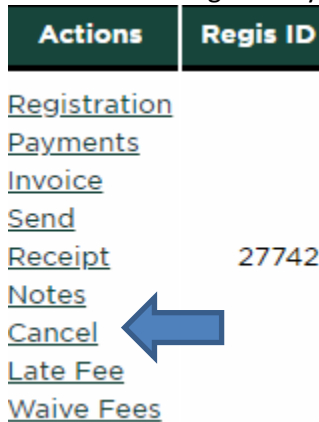 Actions Regis ID
Registration
Payments
Invoice
Send
Receipt 27742
Notes
Cancel
Late Fee
Waive Fees